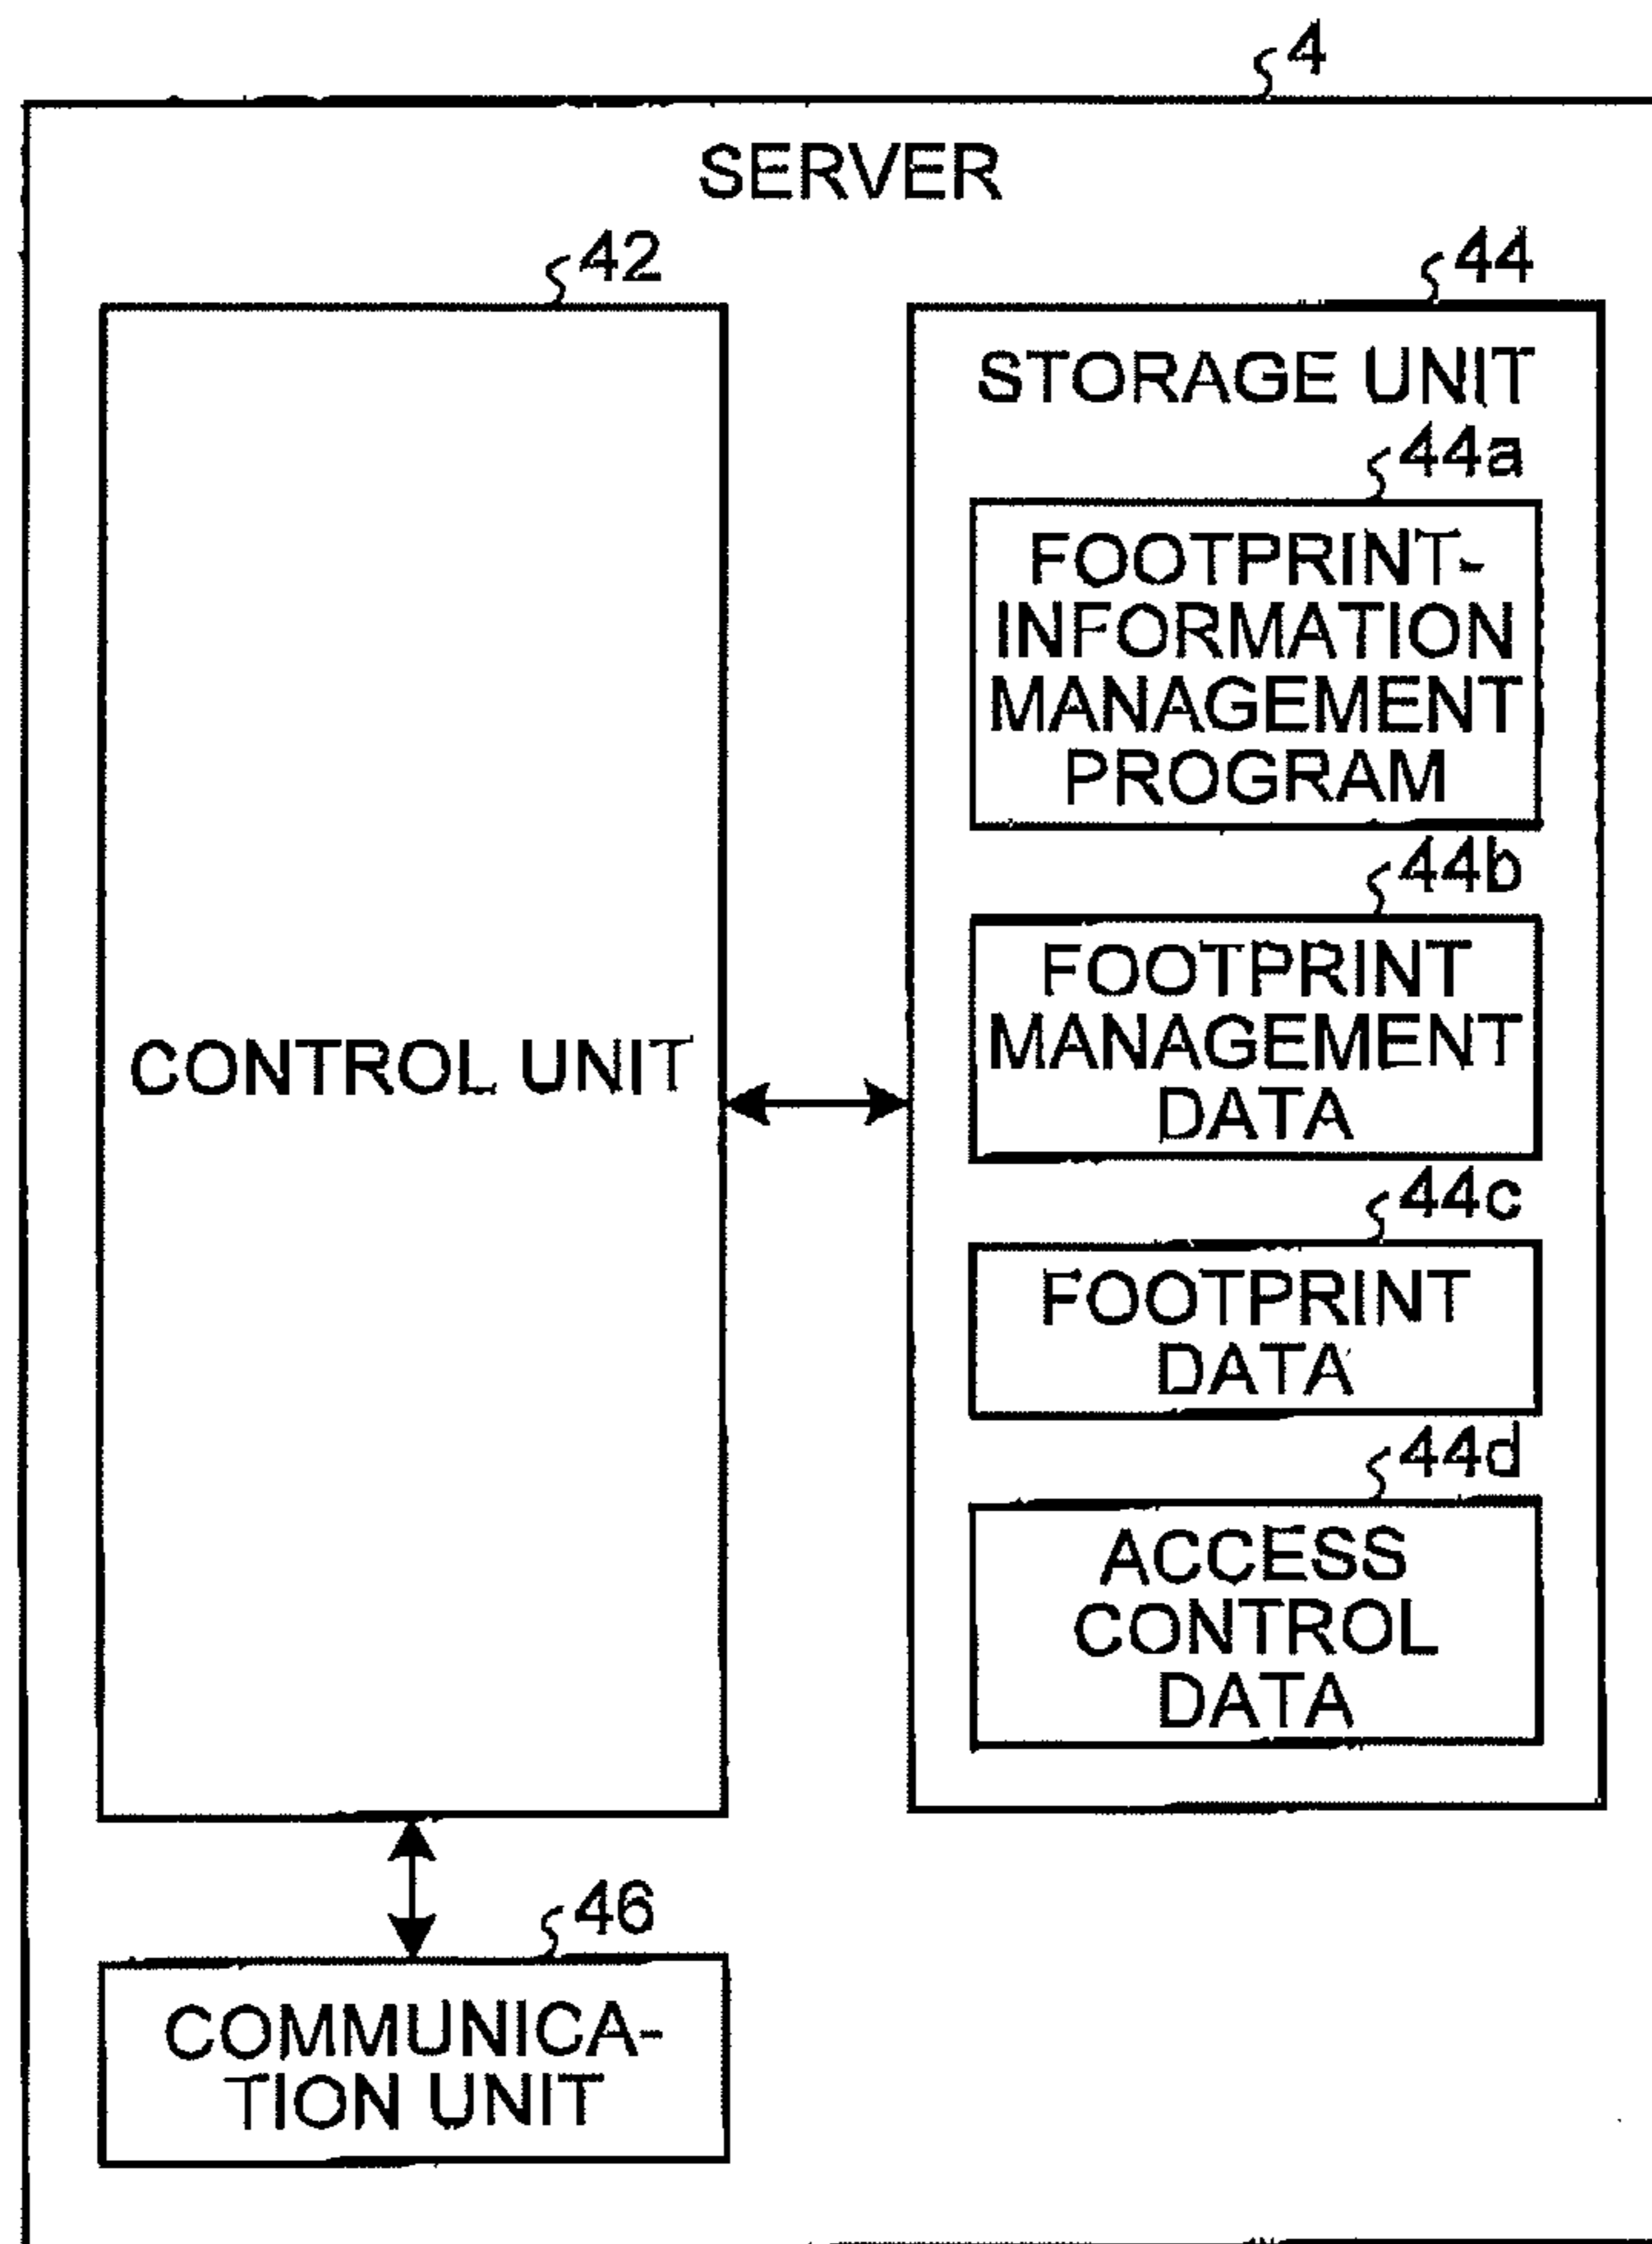 4
SERVER
42
44
STORAGE UNIT
44a
FOOTPRINT-
INFORMATION
MANAGEMENT
PROGRAM
44b
FOOTPRINT
MANAGEMENT
DATA
CONTROL UNIT
44c
FOOTPRINT
DATA
44d
ACCESS
CONTROL
DATA
46
COMMUNICA-
TION UNIT